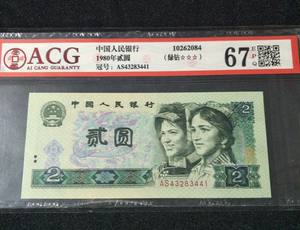 ACG
AI CANG GUARANTY
中国人民银行 10262084
1980年贰圆 (绿钻☆☆☆)
冠号: AS43283441
67 EPQ
中国人民银行
贰圆
2
2
2
AS43283441